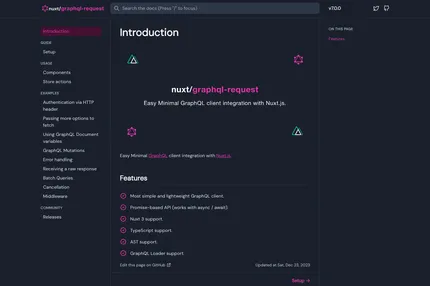 nuxt/graphql-request
Search the docs (Press "/" to focus)
v7.0.0
Introduction
GUIDE
Setup
USAGE
Components
Store actions
EXAMPLES
Authentication via HTTP
header
Passing more options to
fetch
Using GraphQL Document
variables
GraphQL Mutations
Error handling
Receiving a raw response
Batch Queries
Cancellation
Middleware
COMMUNITY
Releases
Introduction
nuxt/graphql-request
Easy Minimal GraphQL client integration with Nuxt.js.
Easy Minimal GraphQL client integration with Nuxt.js.
Features
Most simple and lightweight GraphQL client.
Promise-based API (works with async / await).
Nuxt 3 support.
TypeScript support.
AST support.
GraphQL Loader support.
Edit this page on GitHub
Updated at Sat, Dec 23, 2023
Setup →
ON THIS PAGE
Features